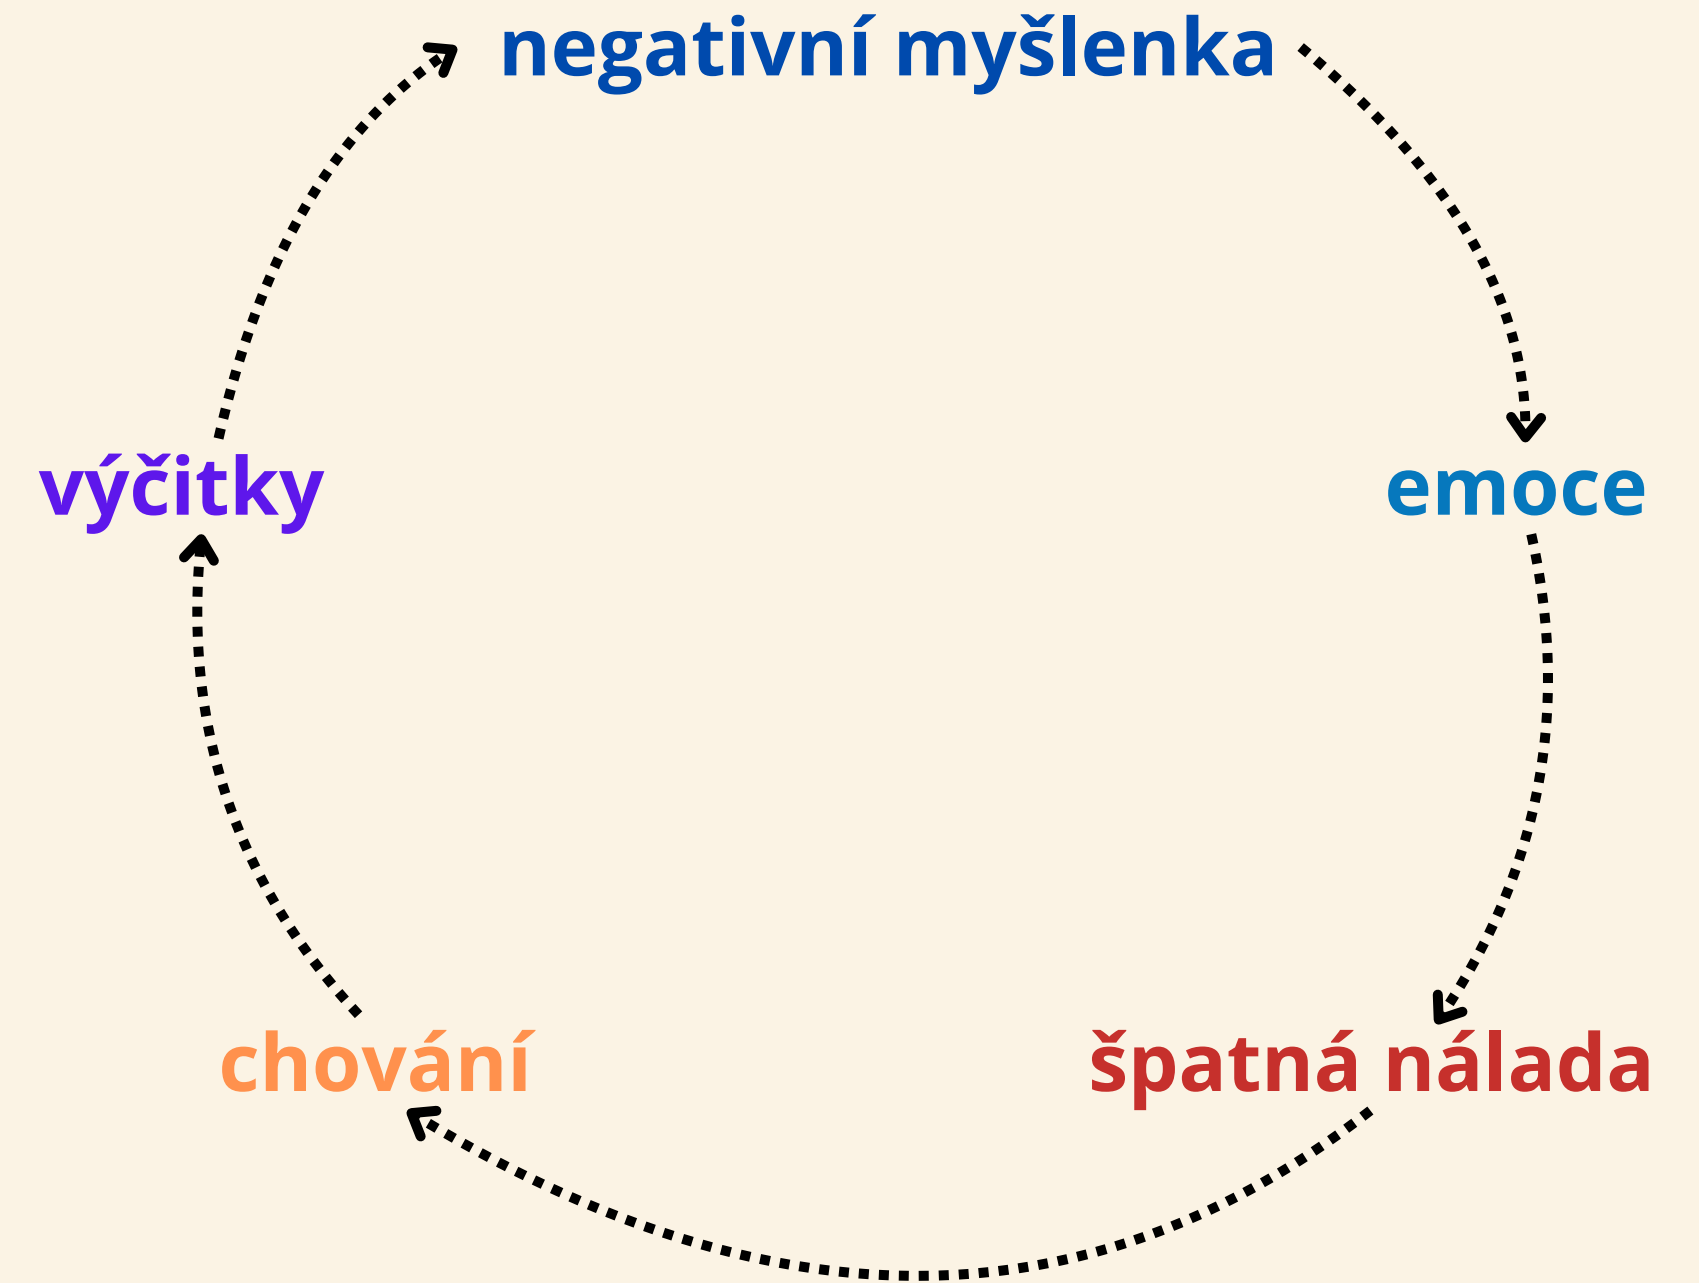 negativní myšlenka
výčitky
emoce
chování
špatná nálada